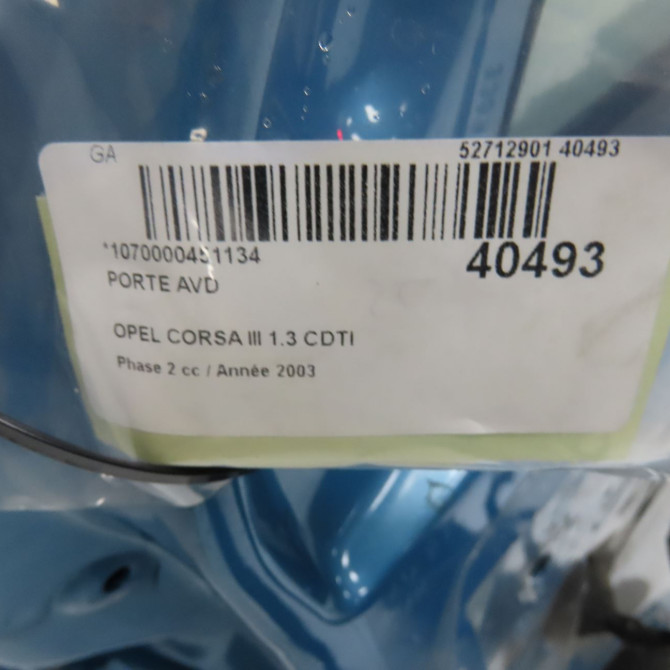 GA 52712901 40493
*1070000451134 40493
PORTE AVD
OPEL CORSA III 1.3 CDTI
Phase 2 cc / Année 2003